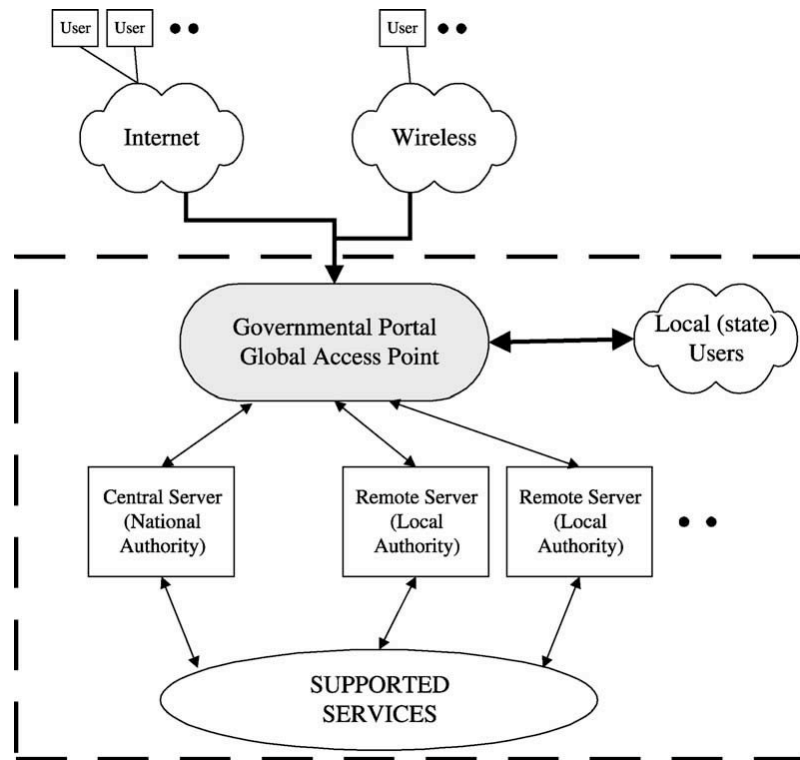 User
User
User
Internet
Wireless
Governmental Portal
Global Access Point
Local (state)
Users
Central Server
(National
Authority)
Remote Server
(Local
Authority)
Remote Server
(Local
Authority)
SUPPORTED
SERVICES